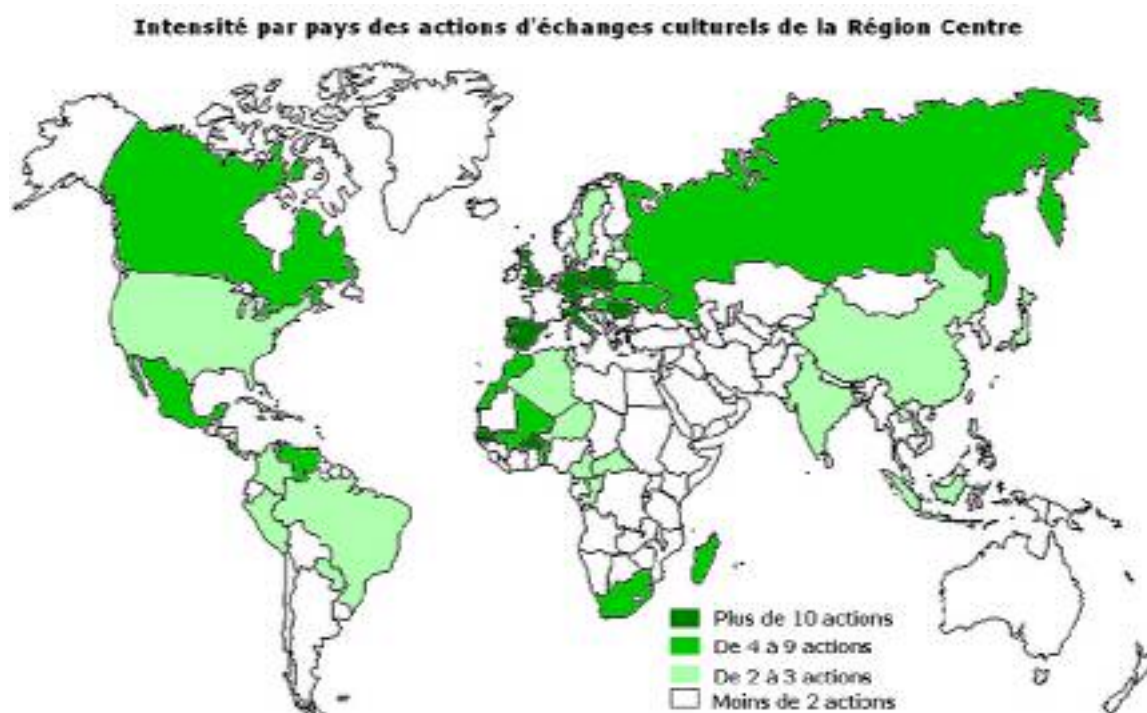 Intensité par pays des actions d'échanges culturels de la Région Centre
Plus de 10 actions
De 4 à 9 actions
De 2 à 3 actions
Moins de 2 actions